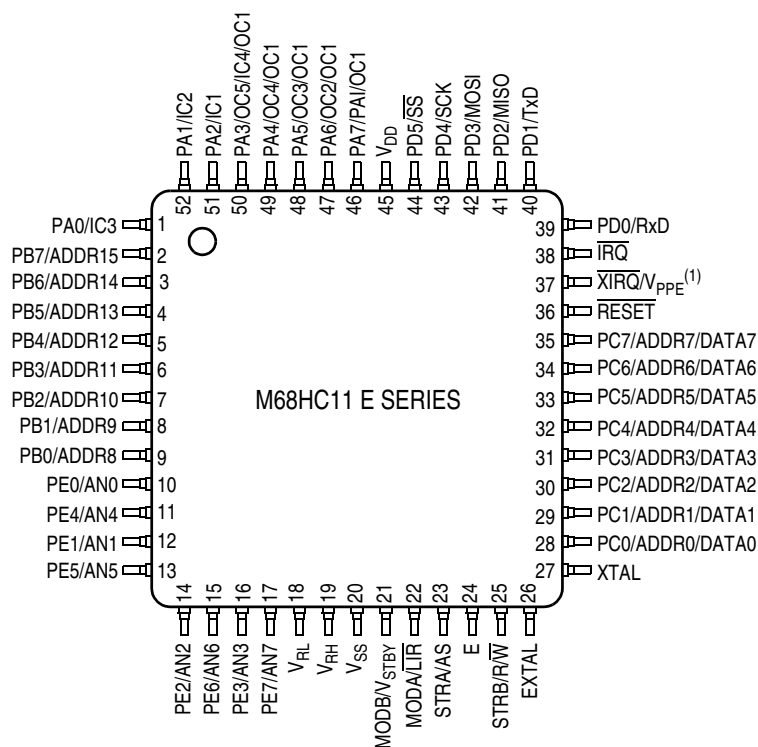 PA1/IC2
PA2/IC1
PA3/OC5/IC4/OC1
PA4/OC4/OC1
PA5/OC3/OC1
PA6/OC2/OC1
PA7/PAI/OC1
VDD
PD5/SS
PD4/SCK
PD3/MOSI
PD2/MISO
PD1/TxD
52
51
50
49
48
47
46
45
44
43
42
41
40
PA0/IC3 1
PB7/ADDR15 2
PB6/ADDR14 3
PB5/ADDR13 4
PB4/ADDR12 5
PB3/ADDR11 6
PB2/ADDR10 7
PB1/ADDR9 8
PB0/ADDR8 9
PE0/AN0 10
PE4/AN4 11
PE1/AN1 12
PE5/AN5 13
M68HC11 E SERIES
39 PD0/RxD
38 IRQ
37 XIRQ/VPPE(1)
36 RESET
35 PC7/ADDR7/DATA7
34 PC6/ADDR6/DATA6
33 PC5/ADDR5/DATA5
32 PC4/ADDR4/DATA4
31 PC3/ADDR3/DATA3
30 PC2/ADDR2/DATA2
29 PC1/ADDR1/DATA1
28 PC0/ADDR0/DATA0
27 XTAL
14
15
16
17
18
19
20
21
22
23
24
25
26
PE2/AN2
PE6/AN6
PE3/AN3
PE7/AN7
VRL
VRH
VSS
MODB/VSTBY
MODA/LIR
STRA/AS
E
STRB/R/W
EXTAL